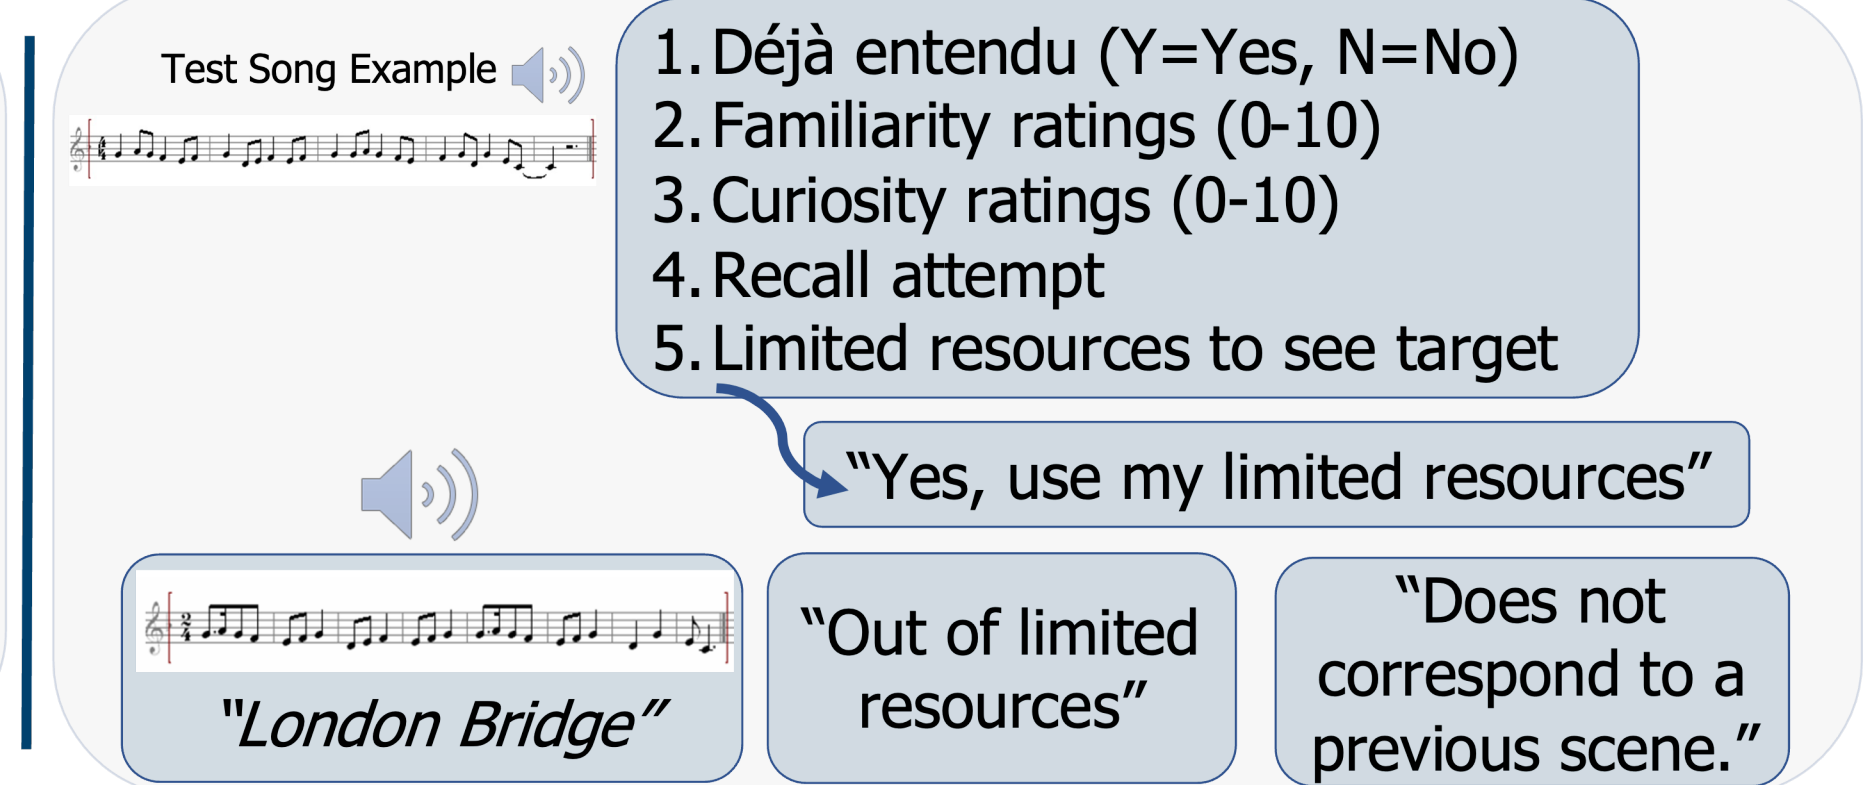 Test Song Example
1. Déjà entendu (Y=Yes, N=No)
2. Familiarity ratings (0-10)
3. Curiosity ratings (0-10)
4. Recall attempt
5. Limited resources to see target
“Yes, use my limited resources”
“London Bridge”
“Out of limited
resources”
“Does not
correspond to a
previous scene.”